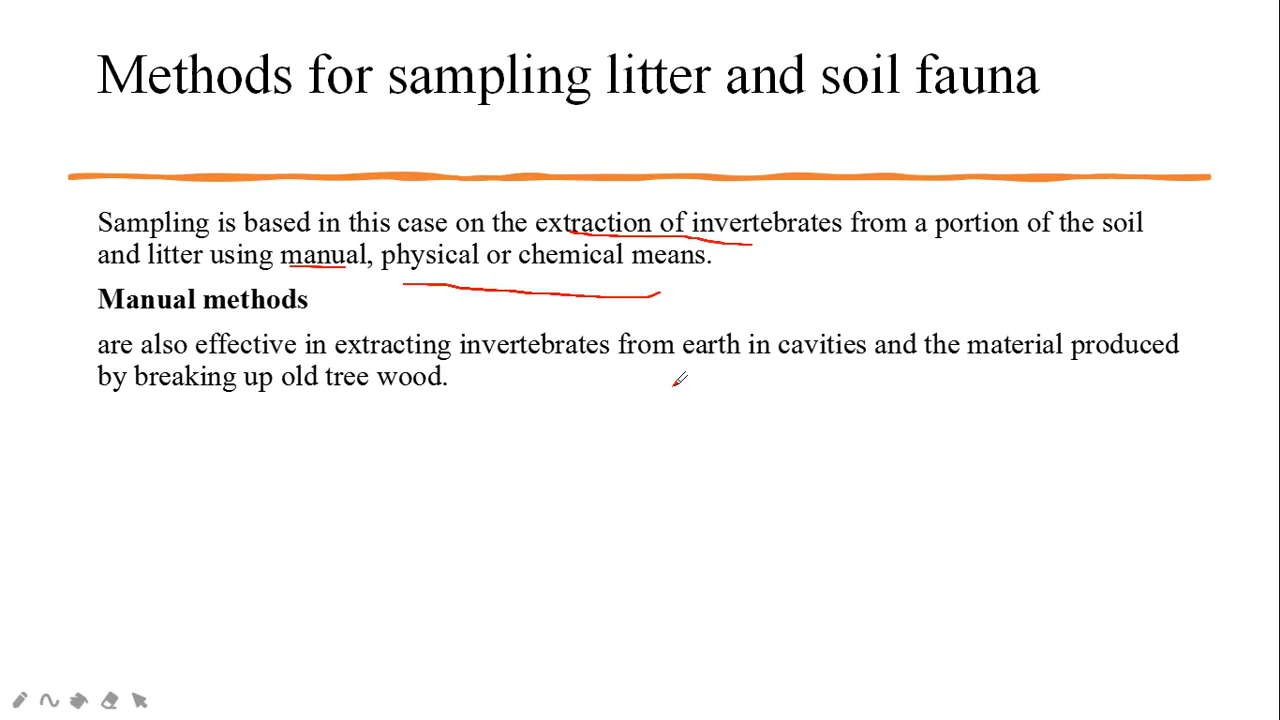 Methods for sampling litter and soil fauna
Sampling is based in this case on the extraction of invertebrates from a portion of the soil
and litter using manual, physical or chemical means.
Manual methods
are also effective in extracting invertebrates from earth in cavities and the material produced
by breaking up old tree wood.